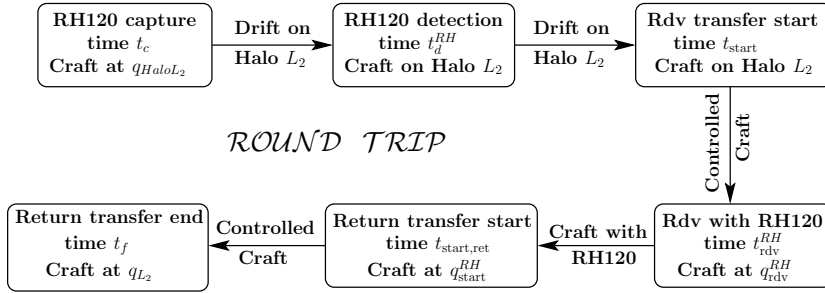 RH120 capture
time t_c
Craft at q_{HaloL_2}
Drift on
Halo L_2
RH120 detection
time t_d^{RH}
Craft on Halo L_2
Drift on
Halo L_2
Rdv transfer start
time t_{start}
Craft on Halo L_2
Controlled
Craft
ROUND TRIP
Rdv with RH120
time t_{rdv}^{RH}
Craft at q_{rdv}^{RH}
Craft with
RH120
Return transfer start
time t_{start,ret}
Craft at q_{start}^{RH}
Controlled
Craft
Return transfer end
time t_f
Craft at q_{L_2}